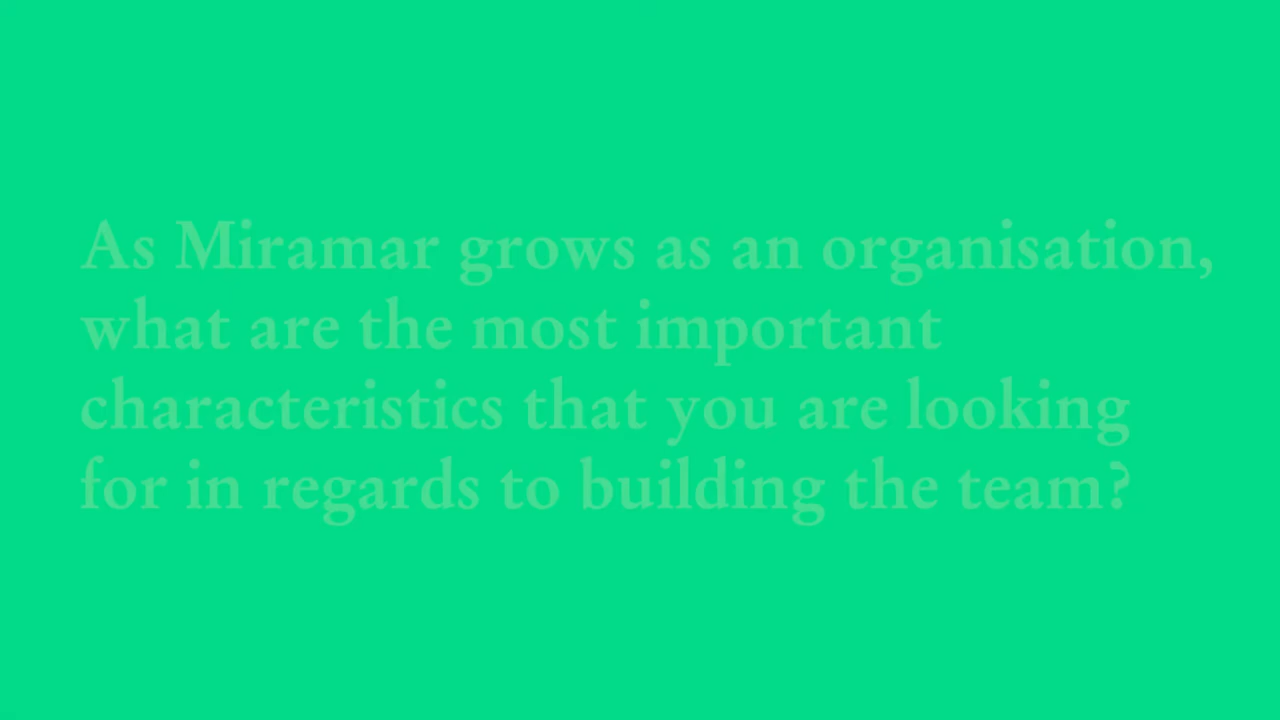 As Miramar grows as an organisation,
what are the most important
characteristics that you are looking
for in regards to building the team?